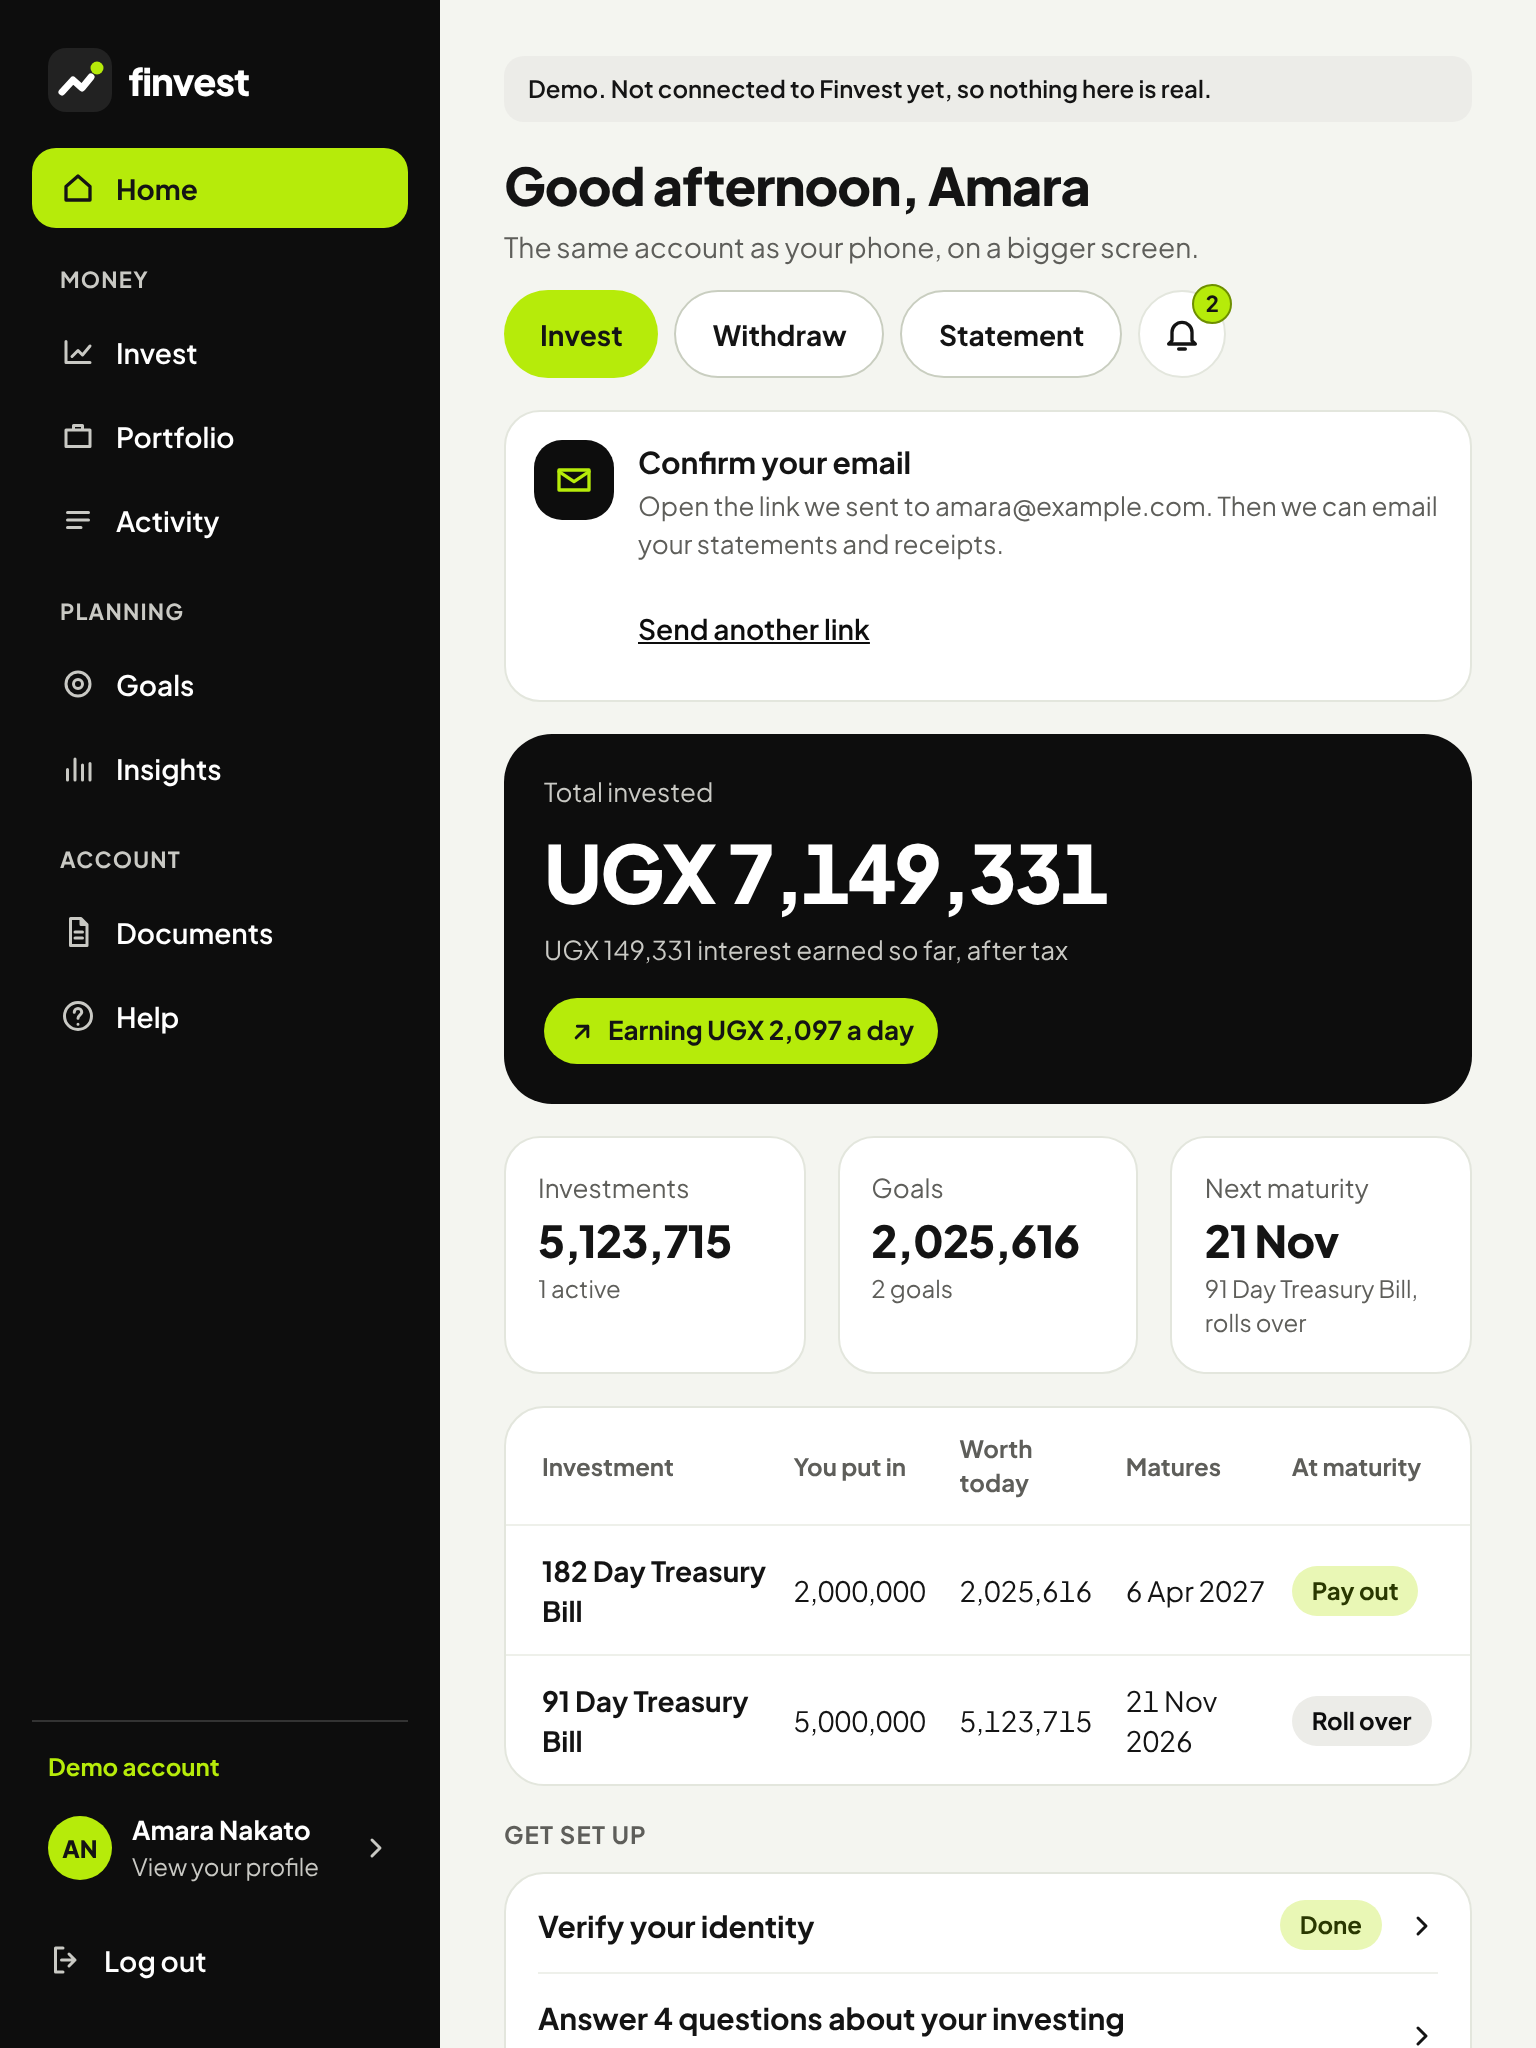 finvest
Home
MONEY
Invest
Portfolio
Activity
PLANNING
Goals
Insights
ACCOUNT
Documents
Help
Demo account
AN
Amara Nakato
View your profile
Log out
Demo. Not connected to Finvest yet, so nothing here is real.
Good afternoon, Amara
The same account as your phone, on a bigger screen.
Invest
Withdraw
Statement
2
Confirm your email
Open the link we sent to amara@example.com. Then we can email
your statements and receipts.
Send another link
Total invested
UGX 7,149,331
UGX 149,331 interest earned so far, after tax
Earning UGX 2,097 a day
Investments
5,123,715
1 active
Goals
2,025,616
2 goals
Next maturity
21 Nov
91 Day Treasury Bill,
rolls over
Investment
You put in
Worth
today
Matures
At maturity
182 Day Treasury
Bill
2,000,000
2,025,616
6 Apr 2027
Pay out
91 Day Treasury
Bill
5,000,000
5,123,715
21 Nov
2026
Roll over
GET SET UP
Verify your identity
Done
Answer 4 questions about your investing